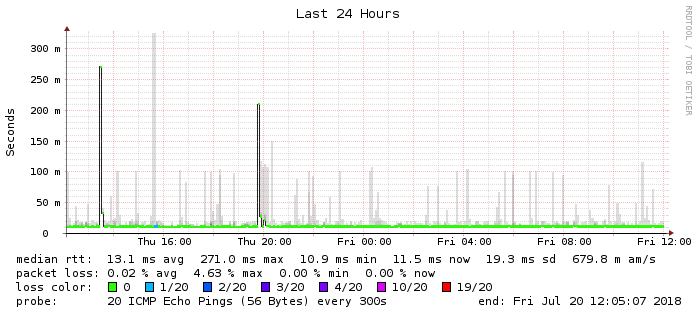 Last 24 Hours
RRDTOOL / TOBI OETIKER
Seconds
300 m
250 m
200 m
150 m
100 m
50 m
0
Thu 16:00 Thu 20:00 Fri 00:00 Fri 04:00 Fri 08:00 Fri 12:00
median rtt: 13.1 ms avg 271.0 ms max 10.9 ms min 11.5 ms now 19.3 ms sd 679.8 m am/s
packet loss: 0.02 % avg 4.63 % max 0.00 % min 0.00 % now
loss color: 0 1/20 2/20 3/20 4/20 10/20 19/20
probe: 20 ICMP Echo Pings (56 Bytes) every 300s end: Fri Jul 20 12:05:07 2018